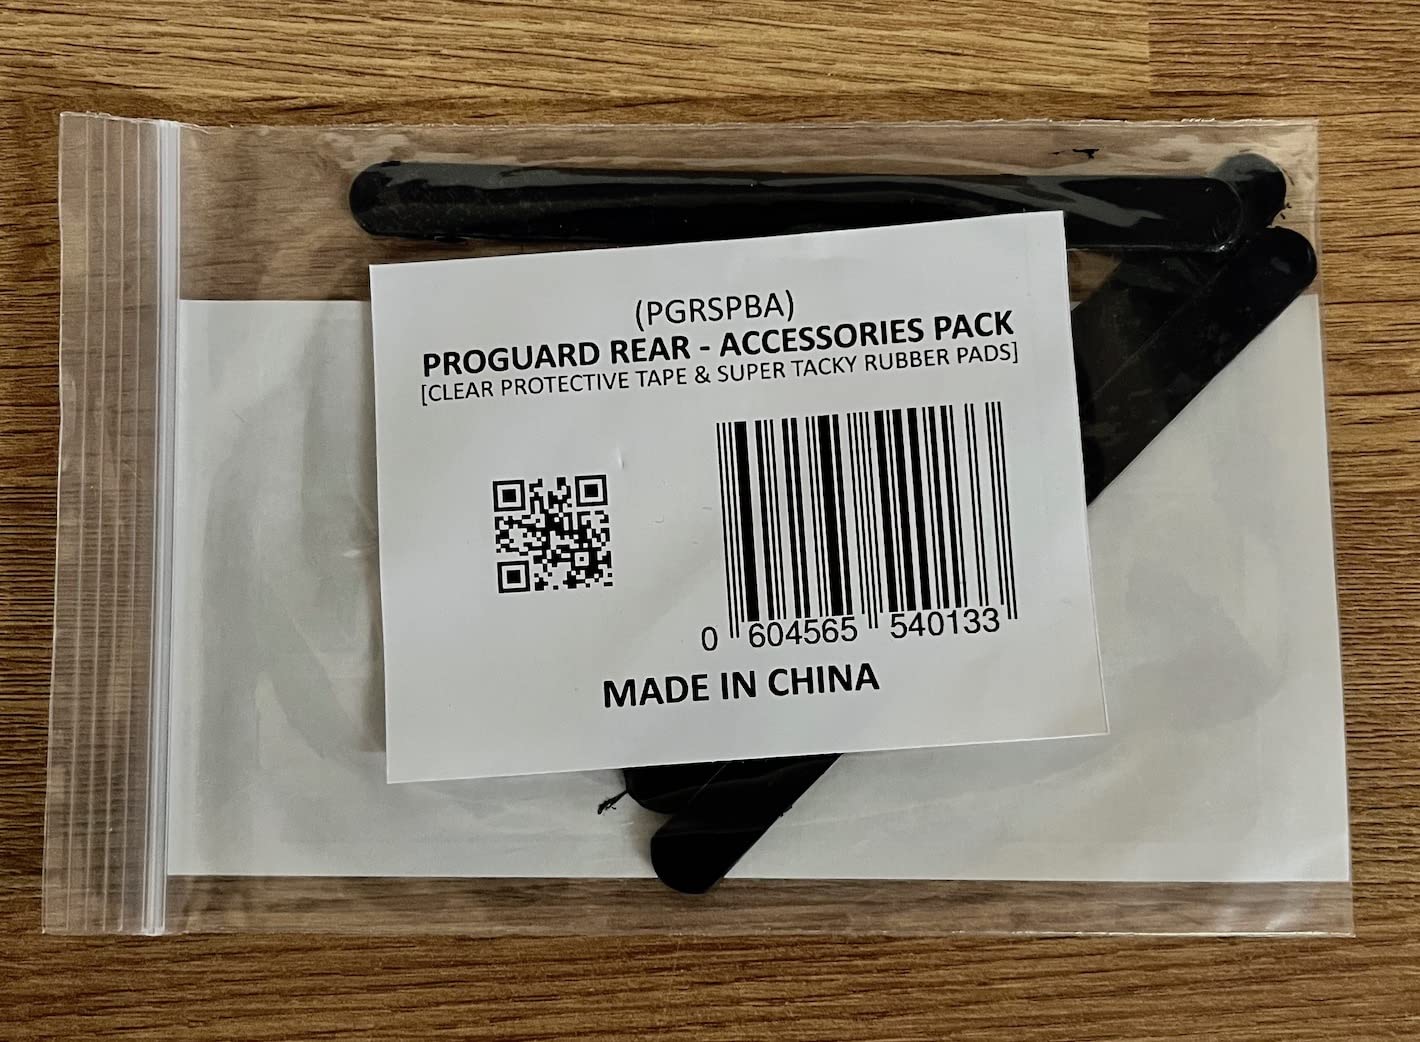 (PGRSPBA)
PROGUARD REAR - ACCESSORIES PACK
[CLEAR PROTECTIVE TAPE & SUPER TACKY RUBBER PADS]
0 604565 540133
MADE IN CHINA